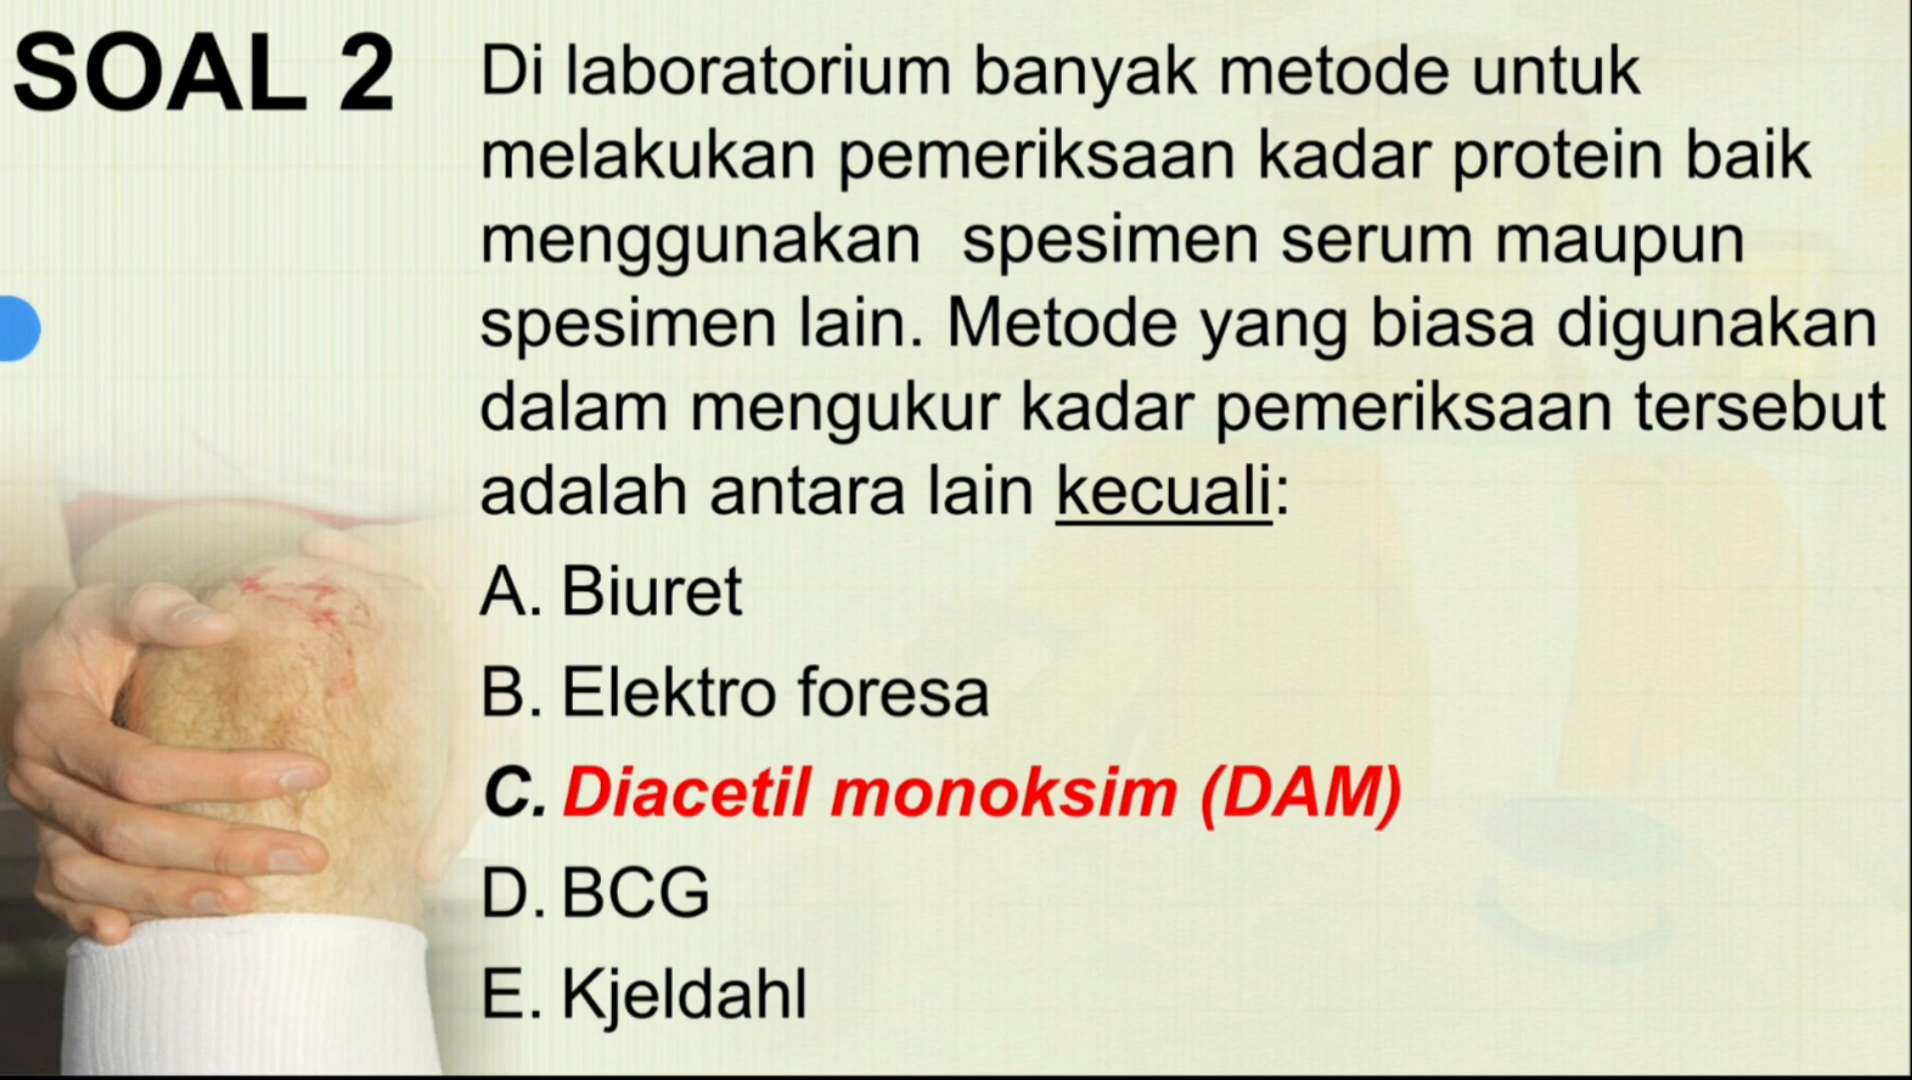 SOAL 2
Di laboratorium banyak metode untuk
melakukan pemeriksaan kadar protein baik
menggunakan  spesimen serum maupun
spesimen lain. Metode yang biasa digunakan
dalam mengukur kadar pemeriksaan tersebut
adalah antara lain kecuali:
A. Biuret
B. Elektro foresa
C. Diacetil monoksim (DAM)
D. BCG
E. Kjeldahl